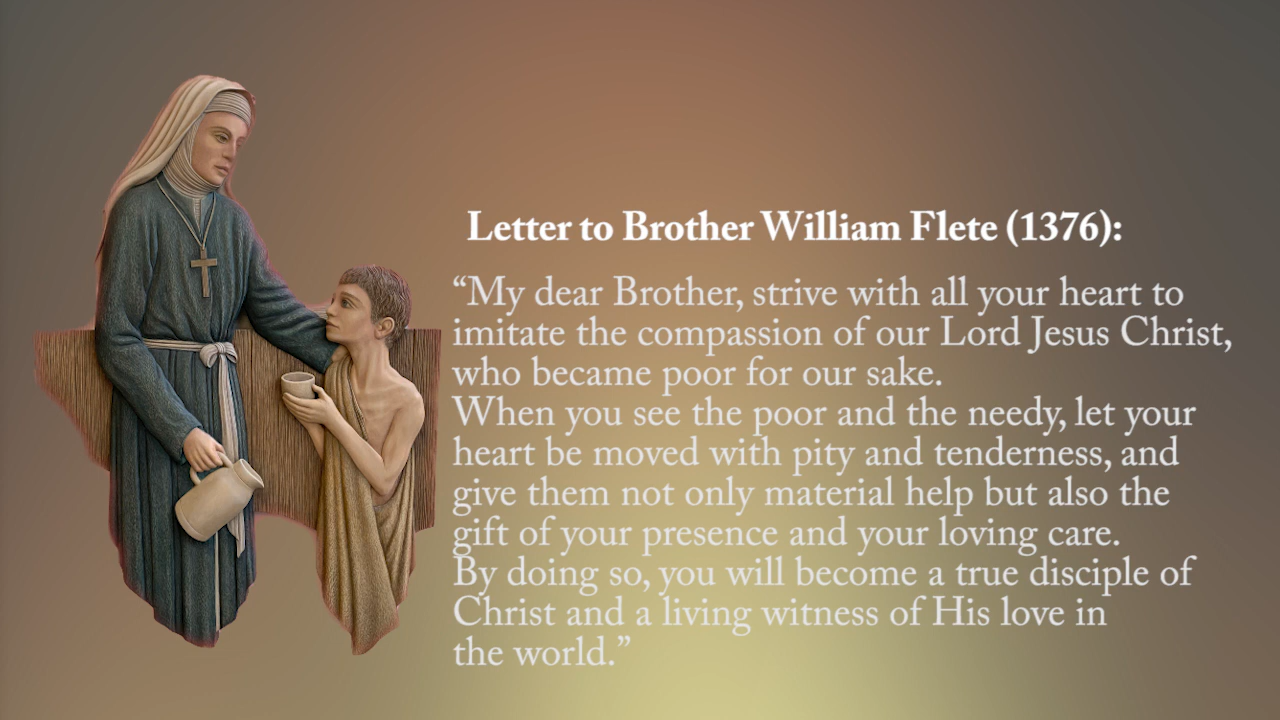 Letter to Brother William Flete (1376):
“My dear Brother, strive with all your heart to
imitate the compassion of our Lord Jesus Christ,
who became poor for our sake.
When you see the poor and the needy, let your
heart be moved with pity and tenderness, and
give them not only material help but also the
gift of your presence and your loving care.
By doing so, you will become a true disciple of
Christ and a living witness of His love in
the world.”